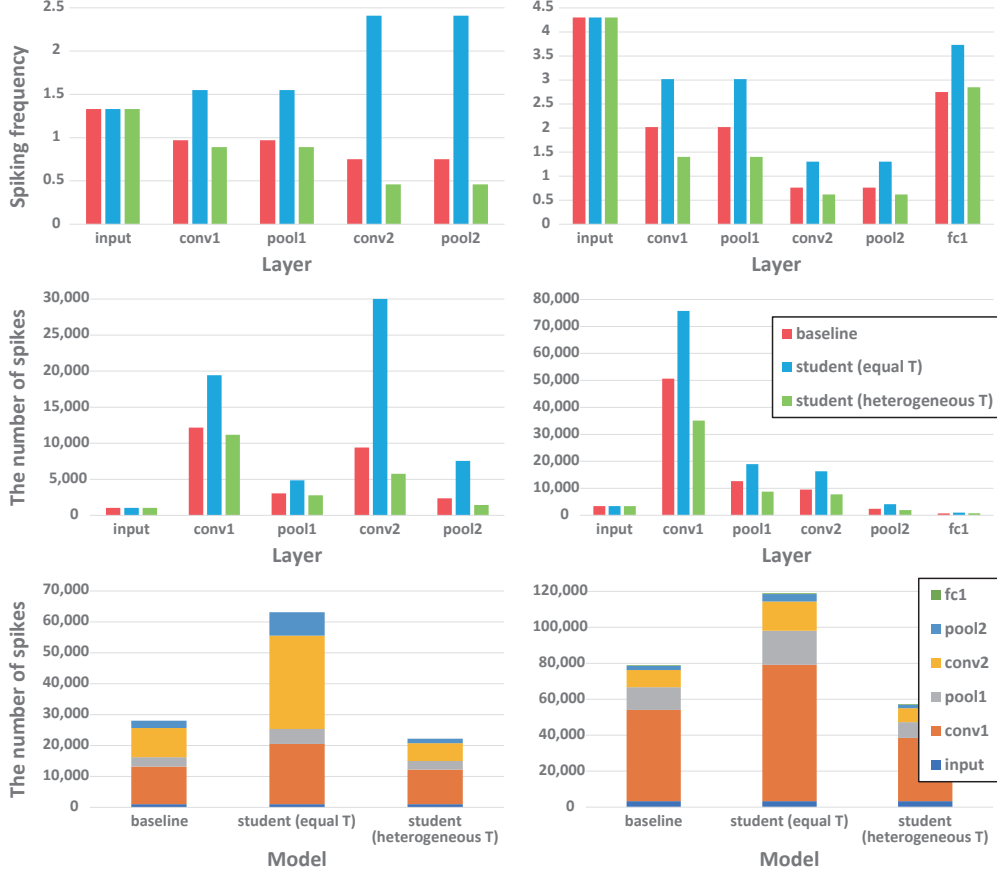 Spiking frequency
2.5
2
1.5
1
0.5
0
input conv1 pool1 conv2 pool2
Layer
4.5
4
3.5
3
2.5
2
1.5
1
0.5
0
input conv1 pool1 conv2 pool2 fc1
Layer
The number of spikes
30,000
25,000
20,000
15,000
10,000
5,000
0
input conv1 pool1 conv2 pool2
Layer
80,000
70,000
60,000
50,000
40,000
30,000
20,000
10,000
0
baseline
student (equal T)
student (heterogeneous T)
input conv1 pool1 conv2 pool2 fc1
Layer
The number of spikes
70,000
60,000
50,000
40,000
30,000
20,000
10,000
0
baseline student (equal T) student
(heterogeneous T)
Model
120,000
100,000
80,000
60,000
40,000
20,000
0
fc1
pool2
conv2
pool1
conv1
input
baseline student (equal T) student
(heterogeneous T)
Model